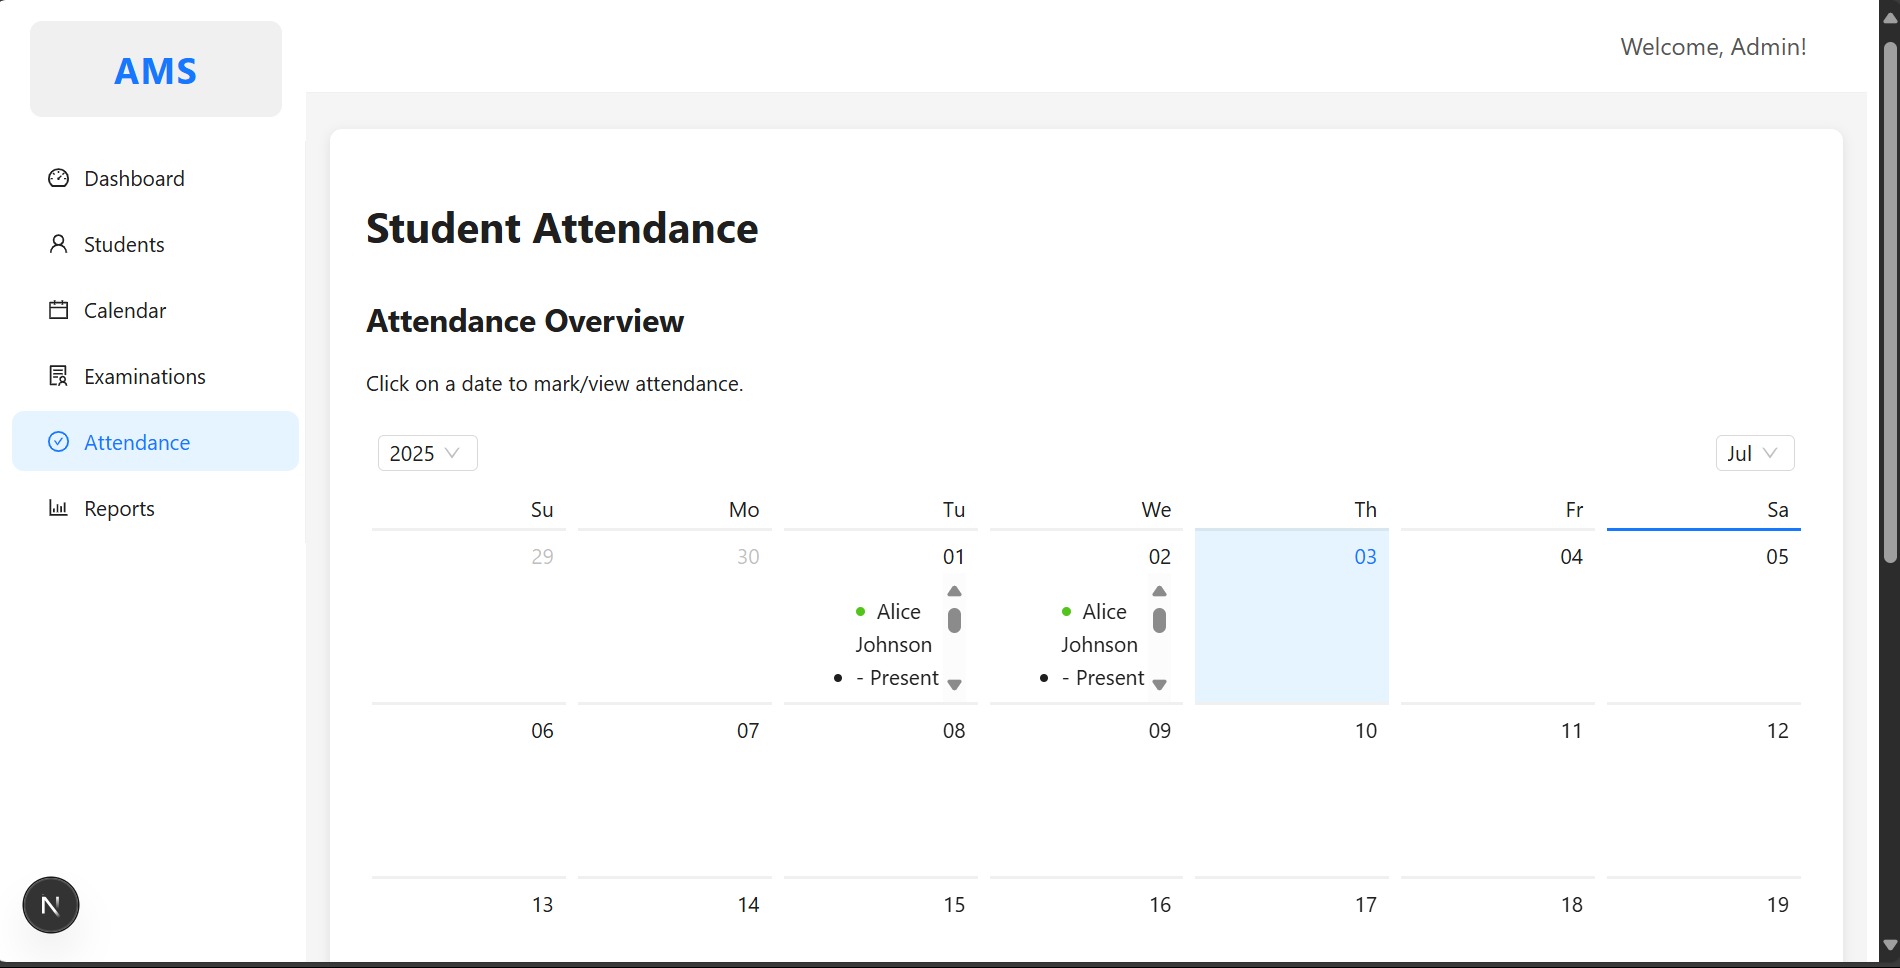 AMS
Welcome, Admin!
Dashboard
Students
Calendar
Examinations
Attendance
Reports
Student Attendance
Attendance Overview
Click on a date to mark/view attendance.
2025
Jul
Su Mo Tu We Th Fr Sa
29 30 01 02 03 04 05
Alice
Johnson
- Present
Alice
Johnson
- Present
06 07 08 09 10 11 12
13 14 15 16 17 18 19
N